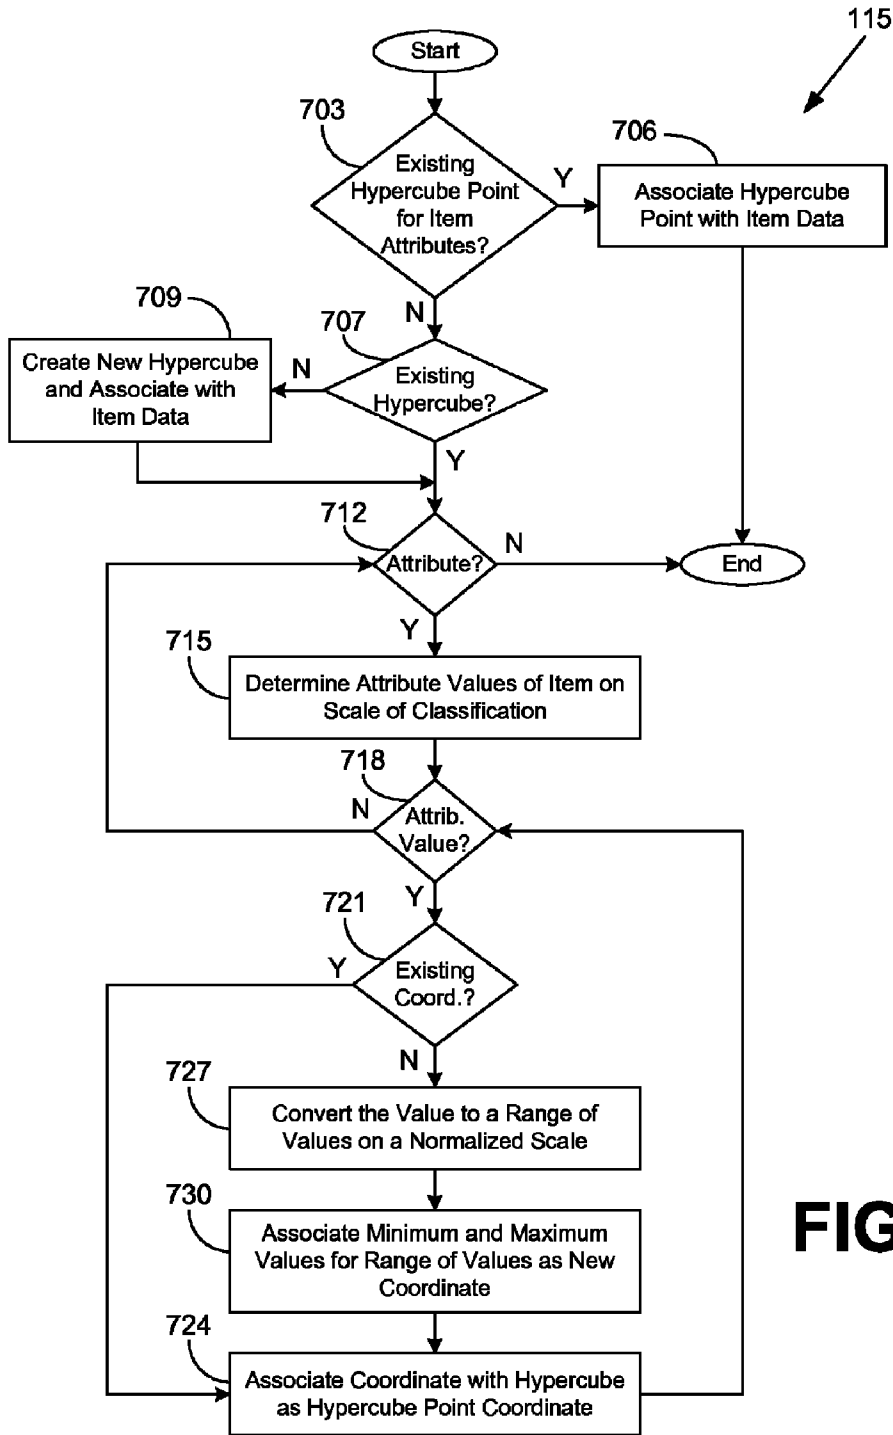 115
Start
703
Existing
Hypercube Point
for Item
Attributes?
Y
706
Associate Hypercube
Point with Item Data
N
709
Create New Hypercube
and Associate with
Item Data
N
707
Existing
Hypercube?
Y
712
Attribute?
N
End
Y
715
Determine Attribute Values of Item on
Scale of Classification
718
N
Attrib.
Value?
Y
721
Y
Existing
Coord.?
N
727
Convert the Value to a Range of
Values on a Normalized Scale
730
Associate Minimum and Maximum
Values for Range of Values as New
Coordinate
FIG
724
Associate Coordinate with Hypercube
as Hypercube Point Coordinate